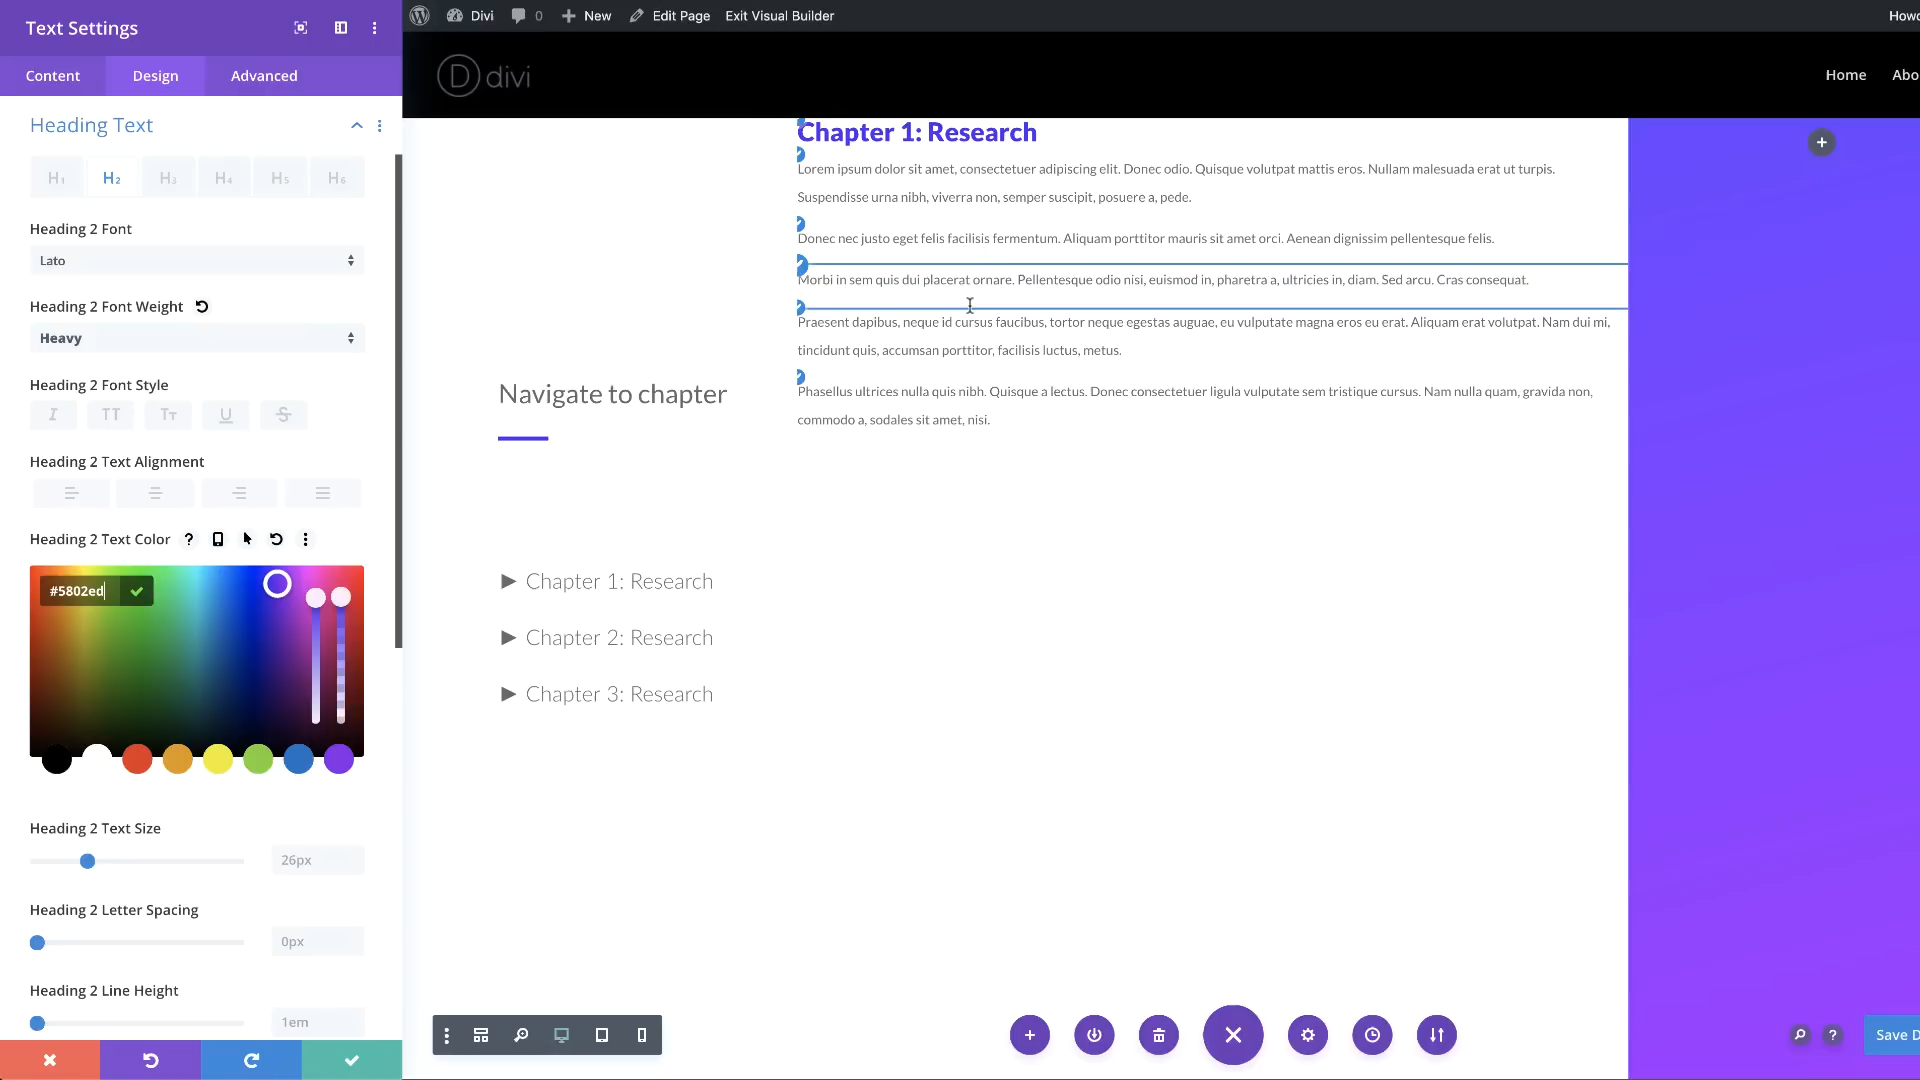 Text Settings
Content Design Advanced
Heading Text
H1 H2 H3 H4 H5 H6
Heading 2 Font
Lato
Heading 2 Font Weight
Heavy
Heading 2 Font Style
I TT Tт U S
Heading 2 Text Alignment
Heading 2 Text Color ?
#5802ed
Heading 2 Text Size
26px
Heading 2 Letter Spacing
0px
Heading 2 Line Height
1em
Divi 0 New Edit Page Exit Visual Builder
D divi
Home
Chapter 1: Research
Lorem ipsum dolor sit amet, consectetuer adipiscing elit. Donec odio. Quisque volutpat mattis eros. Nullam malesuada erat ut turpis.
Suspendisse urna nibh, viverra non, semper suscipit, posuere a, pede.
Donec nec justo eget felis facilisis fermentum. Aliquam porttitor mauris sit amet orci. Aenean dignissim pellentesque felis.
Morbi in sem quis dui placerat ornare. Pellentesque odio nisi, euismod in, pharetra a, ultricies in, diam. Sed arcu. Cras consequat.
Praesent dapibus, neque id cursus faucibus, tortor neque egestas auguae, eu vulputate magna eros eu erat. Aliquam erat volutpat. Nam dui mi,
tincidunt quis, accumsan porttitor, facilisis luctus, metus.
Phasellus ultrices nulla quis nibh. Quisque a lectus. Donec consectetuer ligula vulputate sem tristique cursus. Nam nulla quam, gravida non,
commodo a, sodales sit amet, nisi.
Navigate to chapter
► Chapter 1: Research
► Chapter 2: Research
► Chapter 3: Research
?
Save D